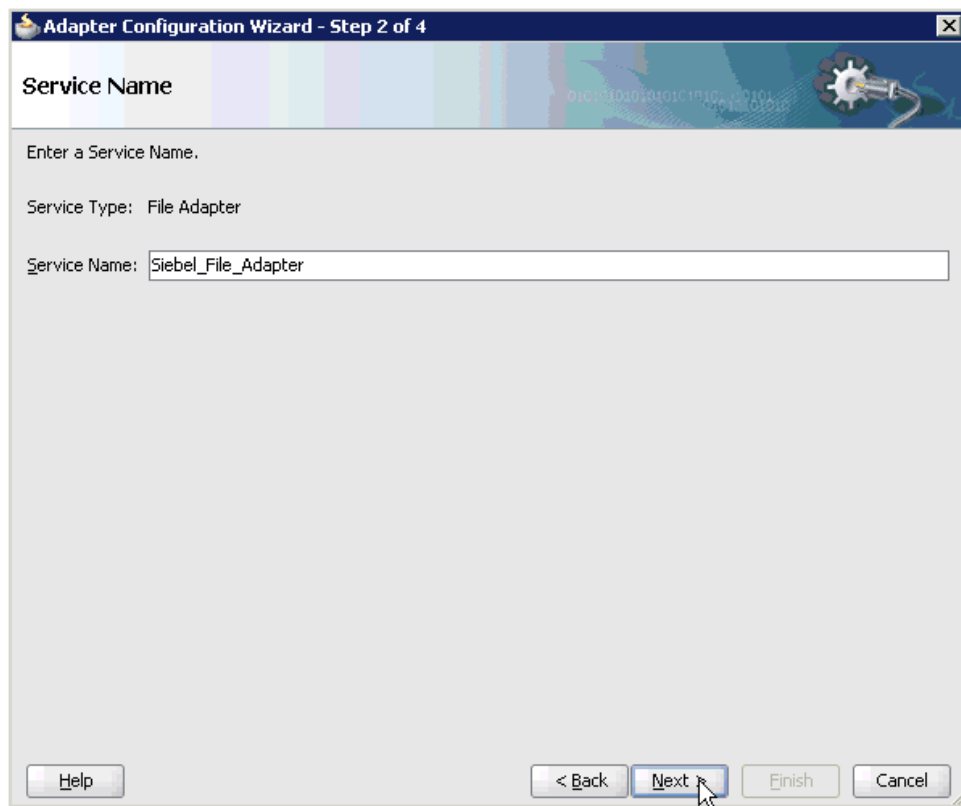 Adapter Configuration Wizard - Step 2 of 4
Service Name
Enter a Service Name.
Service Type: File Adapter
Service Name: Siebel_File_Adapter
Help
< Back
Next >
Finish
Cancel